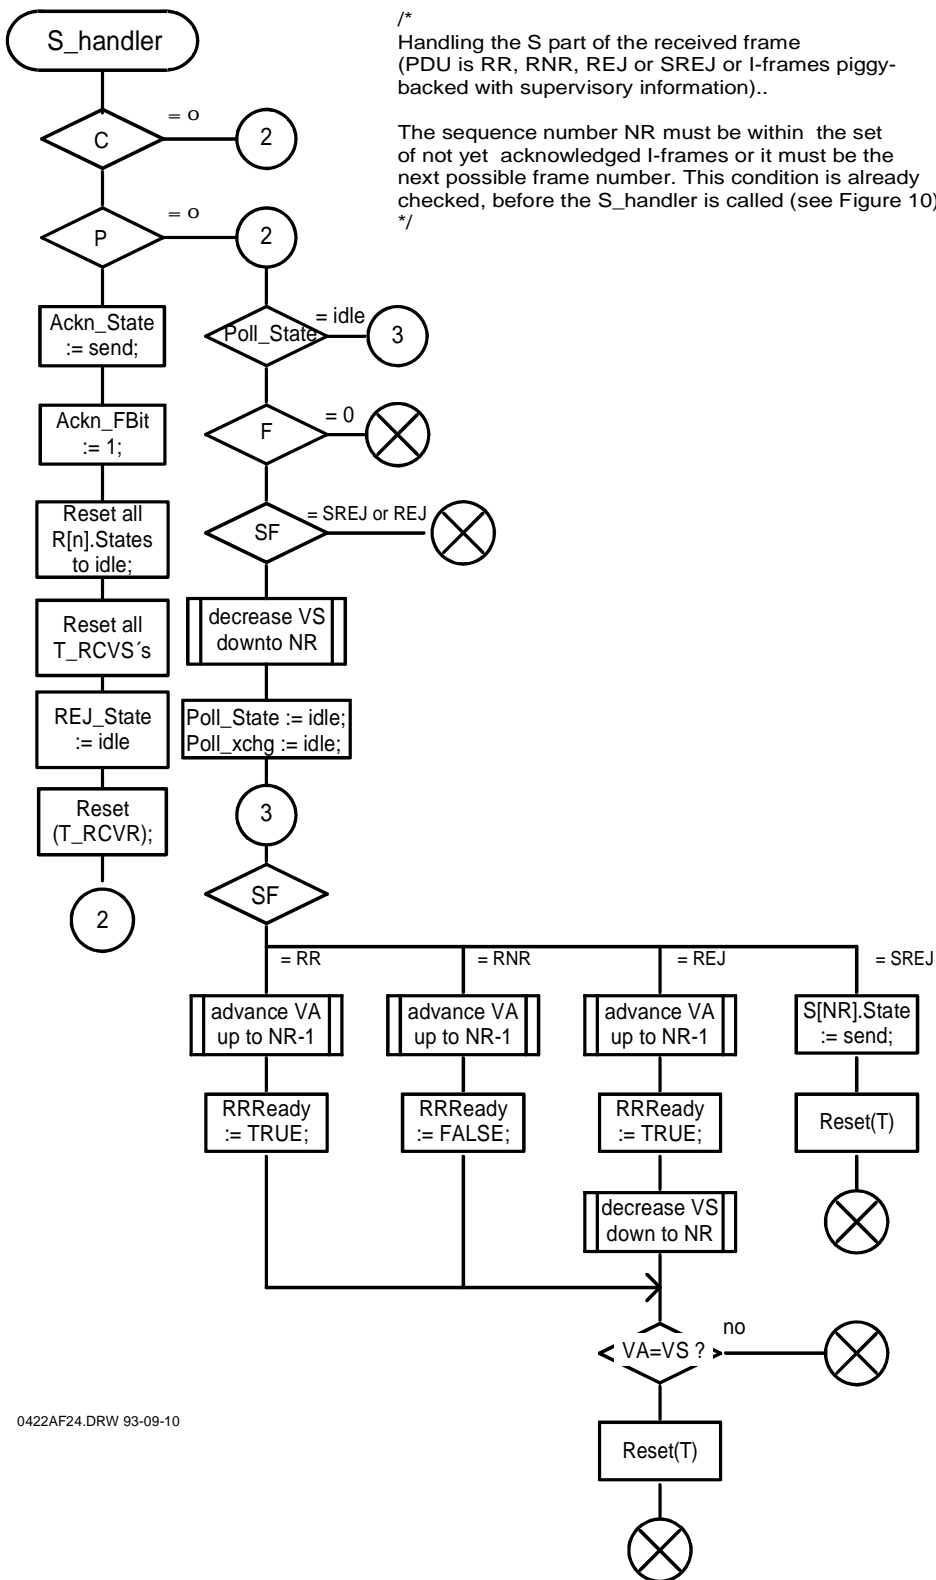 S_handler
/*
Handling the S part of the received frame
(PDU is RR, RNR, REJ or SREJ or I-frames piggy-
backed with supervisory information)..
The sequence number NR must be within the set
of not yet acknowledged I-frames or it must be the
next possible frame number. This condition is already
checked, before the S_handler is called (see Figure 10)
*/
C
= 0
2
P
= 0
2
Ackn_State
:= send;
Ackn_FBit
:= 1;
Reset all
R[n].States
to idle;
Reset all
T_RCVS´s
REJ_State
:= idle
Reset
(T_RCVR);
2
Poll_State
= idle
3
F
= 0
SF
= SREJ or REJ
decrease VS
downto NR
Poll_State := idle;
Poll_xchg := idle;
3
SF
= RR
= RNR
= REJ
= SREJ
advance VA
up to NR-1
RRReady
:= TRUE;
advance VA
up to NR-1
RRReady
:= FALSE;
advance VA
up to NR-1
RRReady
:= TRUE;
decrease VS
down to NR
S[NR].State
:= send;
Reset(T)
VA=VS ?
no
Reset(T)
0422AF24.DRW 93-09-10